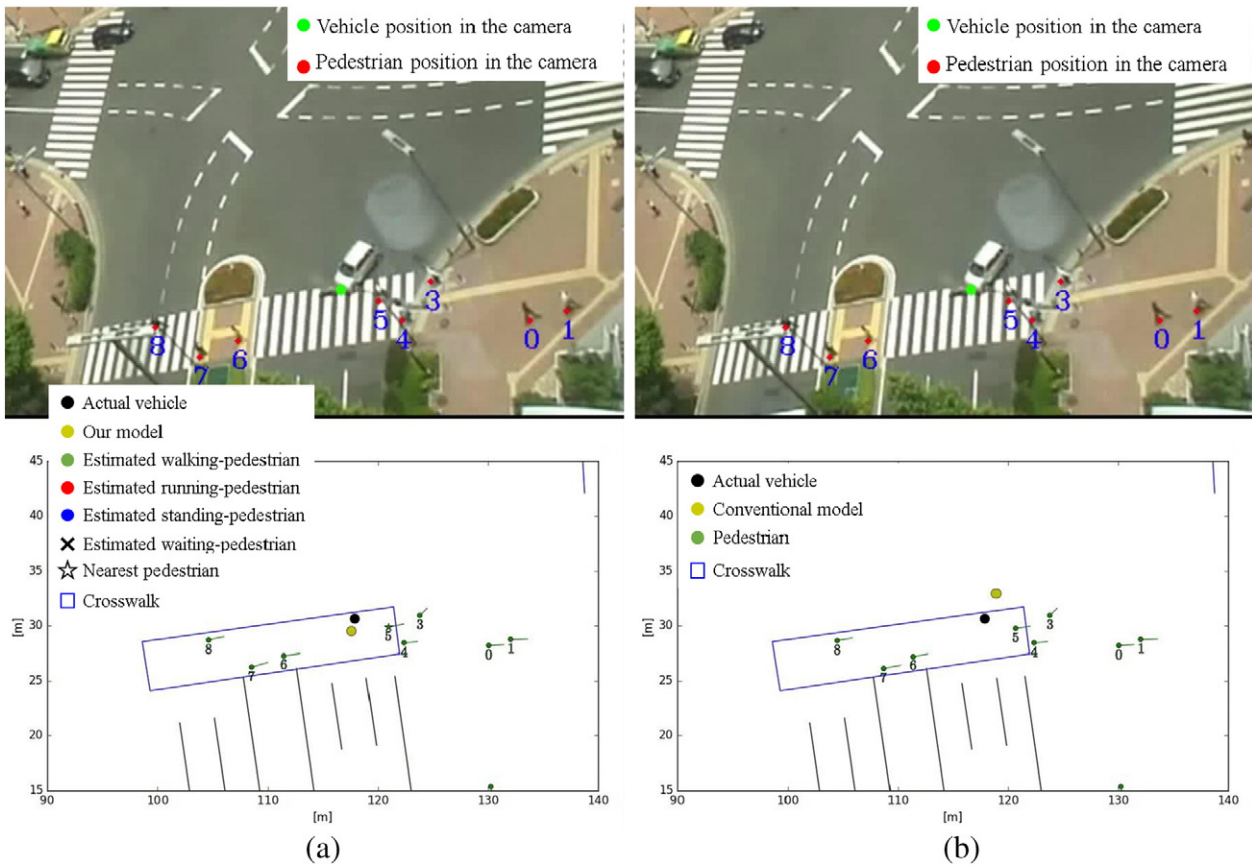 Vehicle position in the camera
Pedestrian position in the camera
3
5
4
0
1
8
6
7
Vehicle position in the camera
Pedestrian position in the camera
3
5
4
0
1
8
6
7
Actual vehicle
Our model
Estimated walking-pedestrian
Estimated running-pedestrian
Estimated standing-pedestrian
Estimated waiting-pedestrian
Nearest pedestrian
Crosswalk
45
40
35
30
25
20
15
[m]
8
7
6
5
4
3
0
1
90
100
110
120
130
140
[m]
(a)
Actual vehicle
Conventional model
Pedestrian
Crosswalk
45
40
35
30
25
20
15
[m]
8
7
6
5
4
3
0
1
90
100
110
120
130
140
[m]
(b)